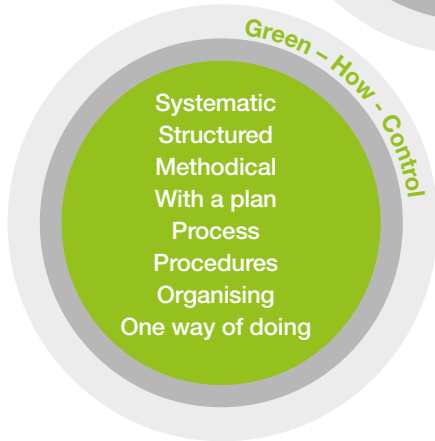 Green – How - Control
Systematic
Structured
Methodical
With a plan
Process
Procedures
Organising
One way of doing